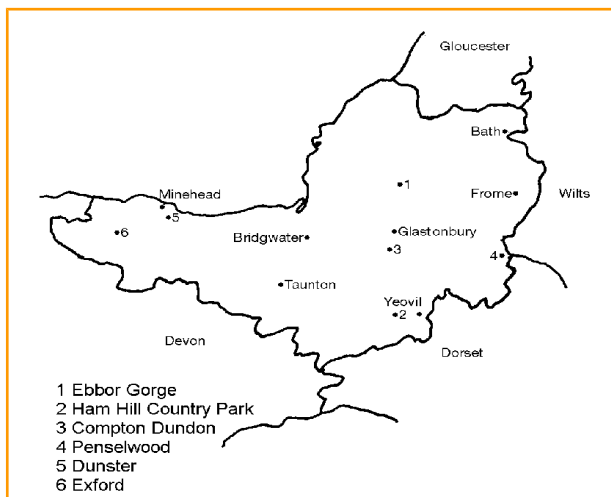 Gloucester
Bath
1
Minehead
Frome
Wilts
5
6
Glastonbury
Bridgwater
3
4
Taunton
Yeovil
2
Devon
Dorset
1 Ebbor Gorge
2 Ham Hill Country Park
3 Compton Dundon
4 Penselwood
5 Dunster
6 Exford